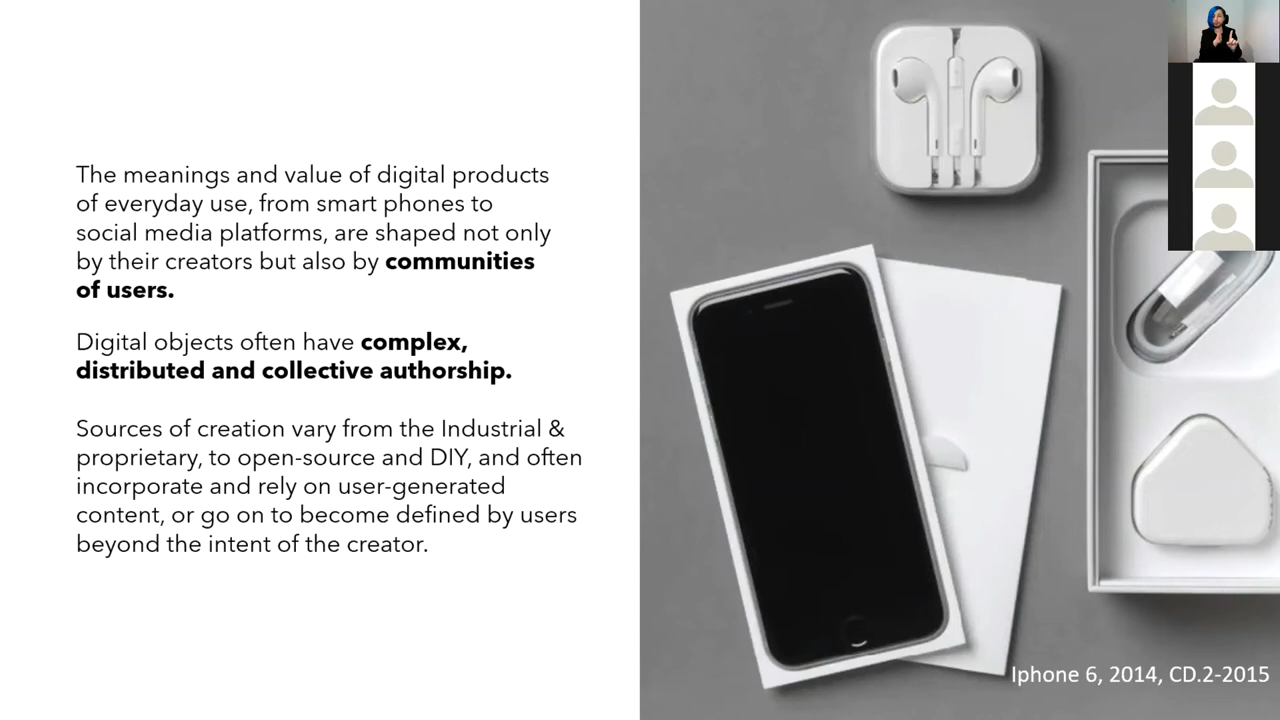 The meanings and value of digital products
of everyday use, from smart phones to
social media platforms, are shaped not only
by their creators but also by communities
of users.
Digital objects often have complex,
distributed and collective authorship.
Sources of creation vary from the Industrial &
proprietary, to open-source and DIY, and often
incorporate and rely on user-generated
content, or go on to become defined by users
beyond the intent of the creator.
Iphone 6, 2014, CD.2-2015